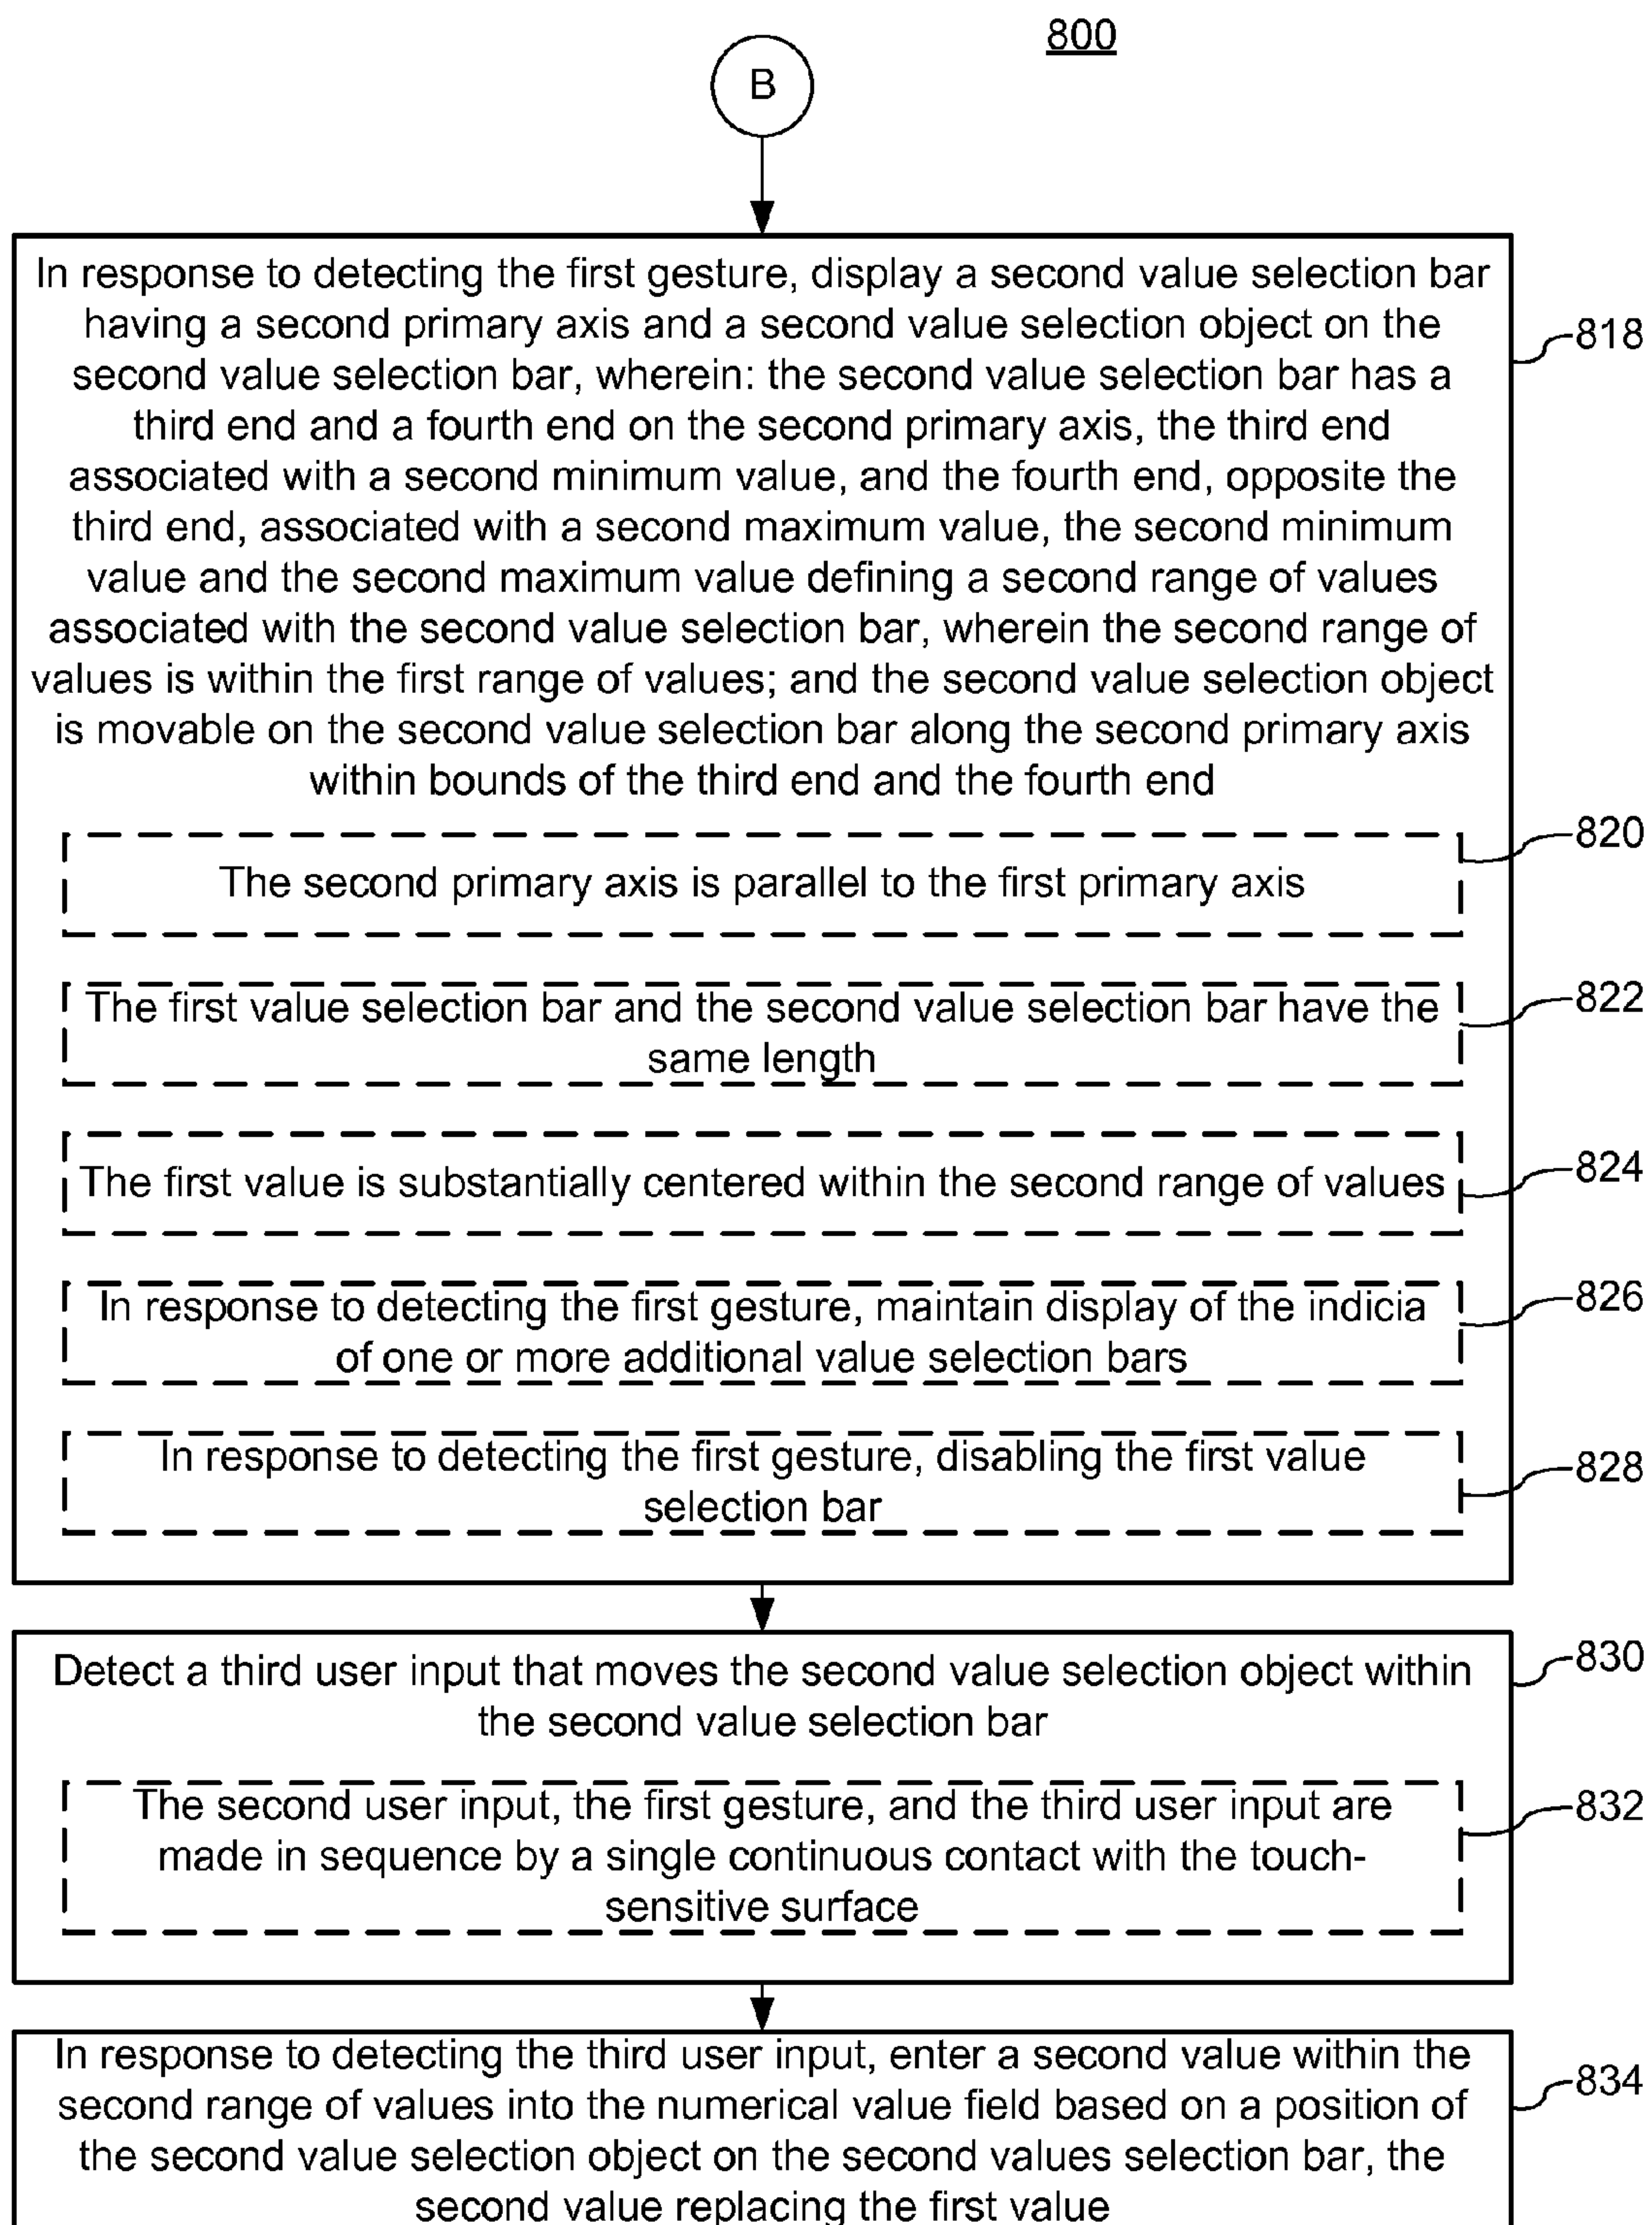 800
B
In response to detecting the first gesture, display a second value selection bar
having a second primary axis and a second value selection object on the
second value selection bar, wherein: the second value selection bar has a
third end and a fourth end on the second primary axis, the third end
associated with a second minimum value, and the fourth end, opposite the
third end, associated with a second maximum value, the second minimum
value and the second maximum value defining a second range of values
associated with the second value selection bar, wherein the second range of
values is within the first range of values; and the second value selection object
is movable on the second value selection bar along the second primary axis
within bounds of the third end and the fourth end
818
The second primary axis is parallel to the first primary axis
820
The first value selection bar and the second value selection bar have the
same length
822
The first value is substantially centered within the second range of values
824
In response to detecting the first gesture, maintain display of the indicia
of one or more additional value selection bars
826
In response to detecting the first gesture, disabling the first value
selection bar
828
Detect a third user input that moves the second value selection object within
the second value selection bar
830
The second user input, the first gesture, and the third user input are
made in sequence by a single continuous contact with the touch-
sensitive surface
832
In response to detecting the third user input, enter a second value within the
second range of values into the numerical value field based on a position of
the second value selection object on the second values selection bar, the
second value replacing the first value
834